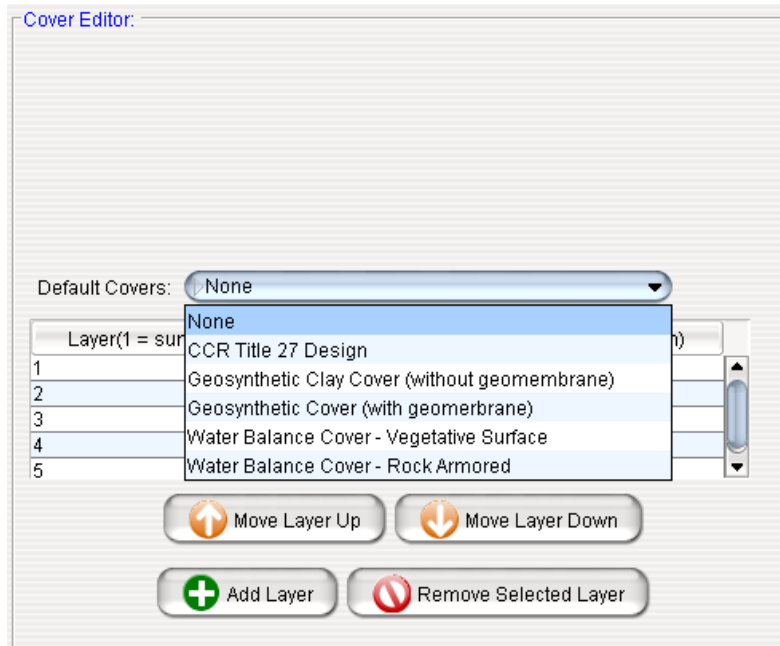 Cover Editor:
Default Covers: None
None
Layer(1 = sur
CCR Title 27 Design
1
Geosynthetic Clay Cover (without geomembrane)
2
Geosynthetic Cover (with geomerbrane)
3
Water Balance Cover - Vegetative Surface
4
Water Balance Cover - Rock Armored
5
Move Layer Up Move Layer Down
Add Layer Remove Selected Layer